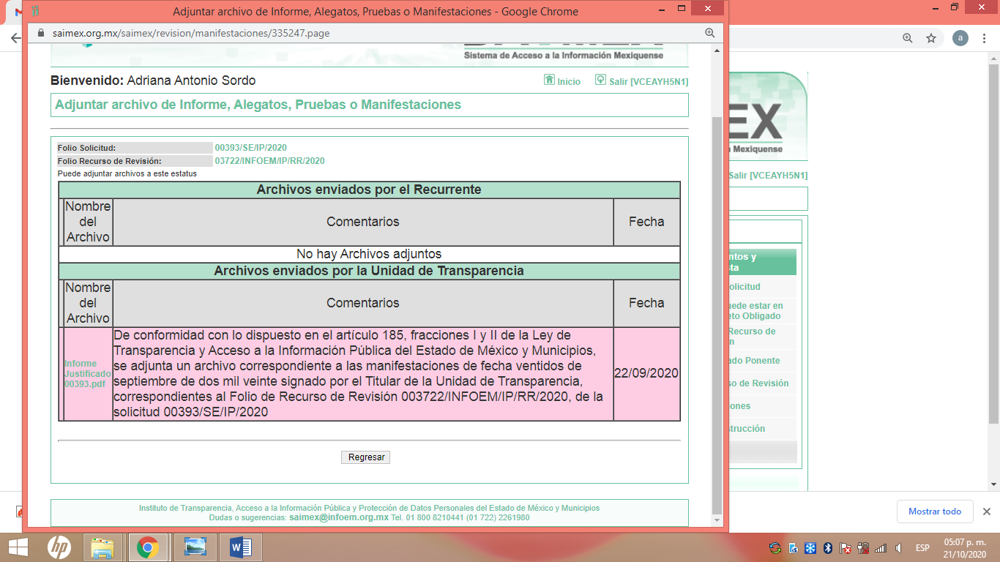 Adjuntar archivo de Informe, Alegatos, Pruebas o Manifestaciones - Google Chrome
saimex.org.mx/saimex/revision/manifestaciones/335247.page
a
Sistema de Acceso a la Información Mexiquense
Bienvenido: Adriana Antonio Sordo
Inicio
Salir [VCEAYH5N1]
Adjuntar archivo de Informe, Alegatos, Pruebas o Manifestaciones
Folio Solicitud: 00393/SE/IP/2020
Folio Recurso de Revisión: 03722/INFOEM/IP/RR/2020
Puede adjuntar archivos a este estatus
Archivos enviados por el Recurrente
Nombre
del
Archivo
Comentarios
Fecha
No hay Archivos adjuntos
Archivos enviados por la Unidad de Transparencia
Nombre
del
Archivo
Comentarios
Fecha
Informe
Justificado
00393.pdf
De conformidad con lo dispuesto en el artículo 185, fracciones I y II de la Ley de
Transparencia y Acceso a la Información Pública del Estado de México y Municipios,
se adjunta un archivo correspondiente a las manifestaciones de fecha ventidos de
septiembre de dos mil veinte signado por el Titular de la Unidad de Transparencia,
correspondientes al Folio de Recurso de Revisión 003722/INFOEM/IP/RR/2020, de la
solicitud 00393/SE/IP/2020
22/09/2020
Regresar
Instituto de Transparencia, Acceso a la Información Pública y Protección de Datos Personales del Estado de México y Municipios
Dudas o sugerencias: saimex@infoem.org.mx Tel. 01 800 8210441 (01 722) 2261980
EX
n Mexiquense
Salir [VCEAYH5N1]
ntos y
sta
olicitud
uede estar en
eto Obligado
Recurso de
n
ado Ponente
so de Revisión
ones
strucción
Mostrar todo
hp
ESP
05:07 p. m.
21/10/2020